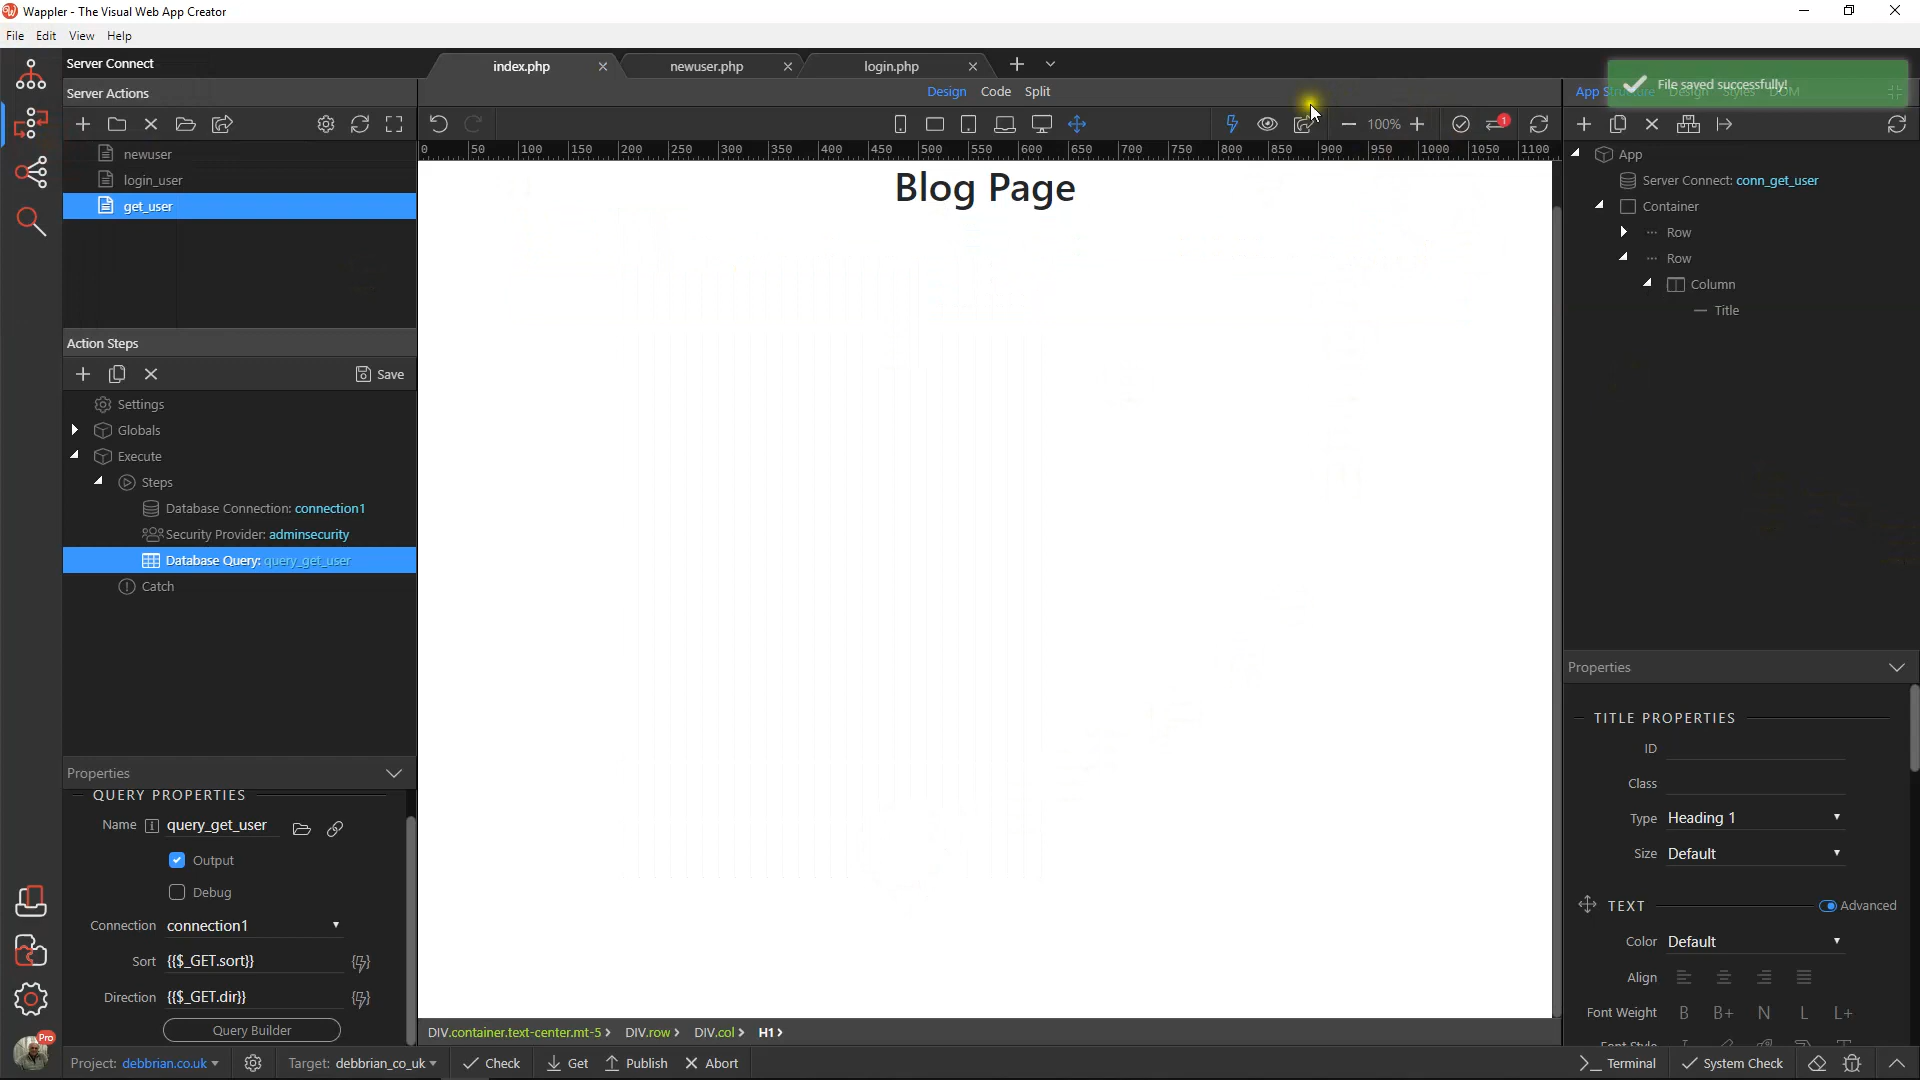 Wappler - The Visual Web App Creator
File Edit View Help
Server Connect
index.php
newuser.php
login.php
Server Actions
Design Code Split
File saved successfully!
100%
1
newuser
login_user
get_user
0 50 100 150 200 250 300 350 400 450 500 550 600 650 700 750 800 850 900 950 1000 1050 1100
Blog Page
App
Server Connect: conn_get_user
Container
Row
Row
Column
Title
Action Steps
Save
Settings
Globals
Execute
Steps
Database Connection: connection1
Security Provider: adminsecurity
Database Query: query_get_user
Catch
Properties
QUERY PROPERTIES
Name query_get_user
Output
Debug
Connection connection1
Sort {{$_GET.sort}}
Direction {{$_GET.dir}}
Query Builder
Properties
TITLE PROPERTIES
ID
Class
Type Heading 1
Size Default
TEXT Advanced
Color Default
Align
Font Weight B B+ N L L+
Font Style
DIV.container.text-center.mt-5 DIV.row DIV.col H1
Pro
Project: debbrian.co.uk
Target: debbrian_co_uk
Check Get Publish Abort
Terminal System Check